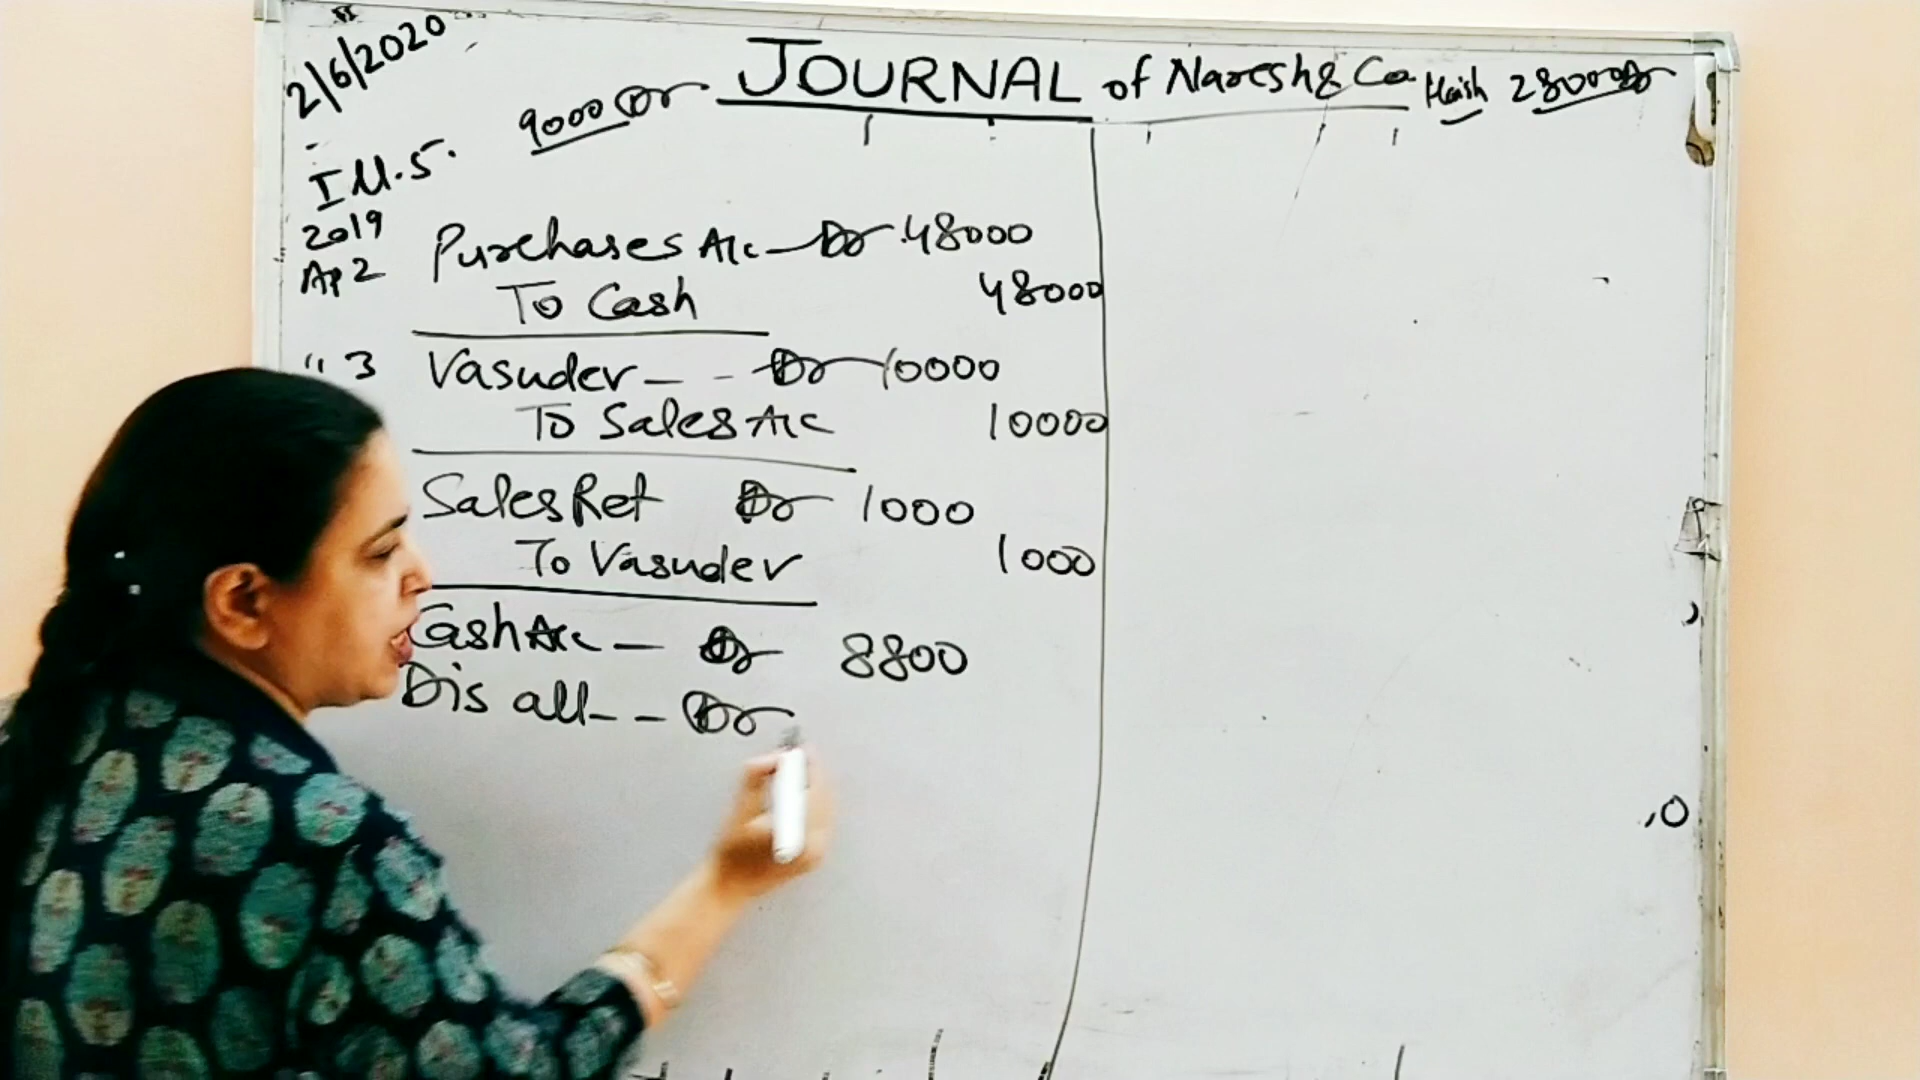 2/6/2020
JOURNAL of Naresh & Co.
9000 Dr
28000 Dr
2019
Ap 2 Purchases A/c — Dr 48000
To Cash 48000
" 3 Vasudev — - Dr 10000
To Sales A/c 10000
Sales Ret Dr 1000
To Vasudev 1000
Cash A/c — Dr 8800
Dis all - - Dr